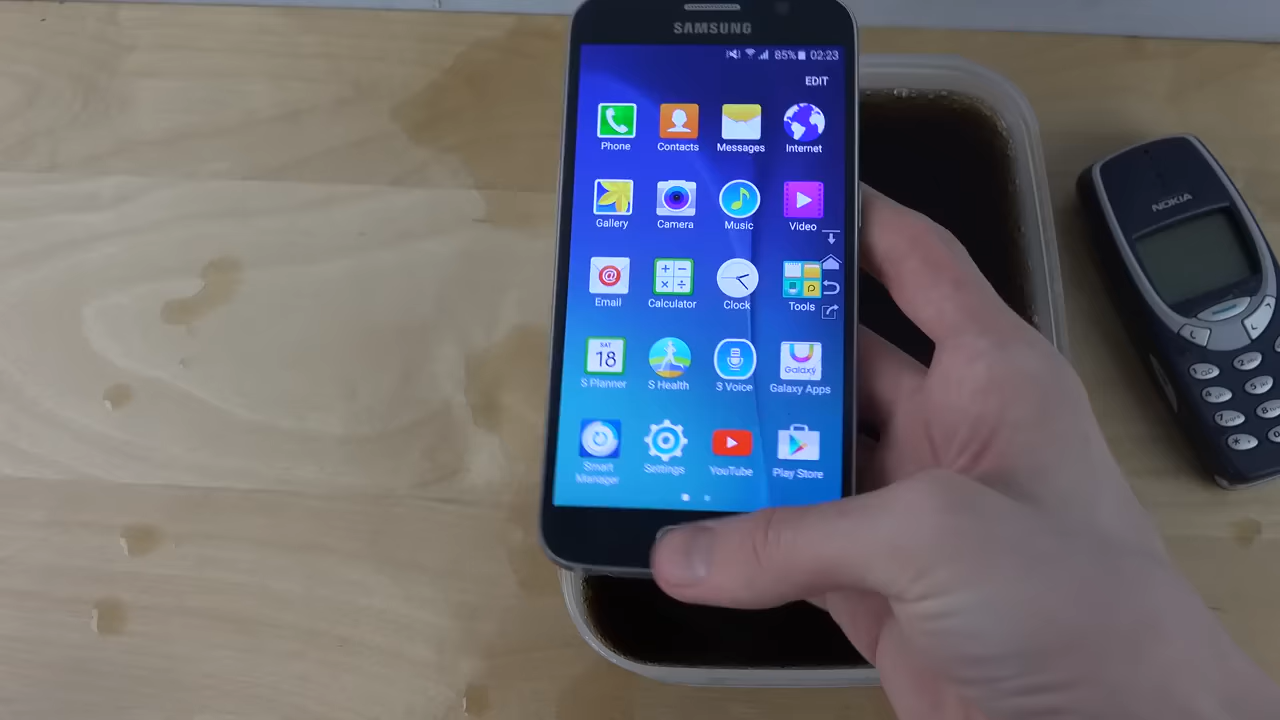 SAMSUNG
85% 02:23
EDIT
Phone Contacts Messages Internet
Gallery Camera Music Video
Email Calculator Clock Tools
SAT
18
Galaxy
S Planner S Health S Voice Galaxy Apps
Smart Manager Settings YouTube Play Store
NOKIA